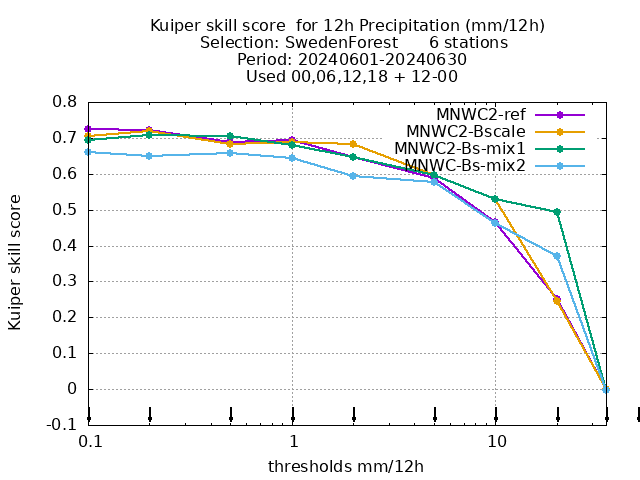 Kuiper skill score  for 12h Precipitation (mm/12h)
Selection: SwedenForest      6 stations
Period: 20240601-20240630
Used 00,06,12,18 + 12-00
MNWC2-ref
MNWC2-Bscale
MNWC2-Bs-mix1
MNWC-Bs-mix2
Kuiper skill score
0.8
0.7
0.6
0.5
0.4
0.3
0.2
0.1
0
-0.1
0.1
1
10
thresholds mm/12h